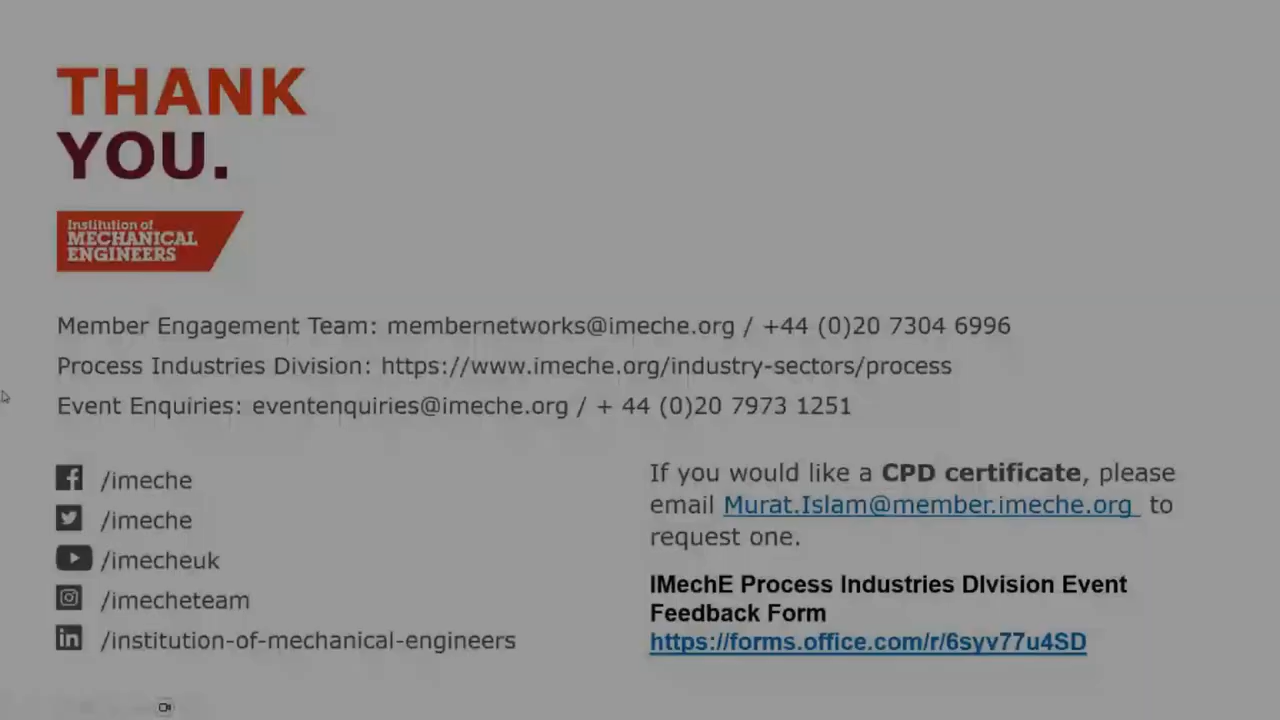 THANK
YOU.
Institution of
MECHANICAL
ENGINEERS
Member Engagement Team: membernetworks@imeche.org / +44 (0)20 7304 6996
Process Industries Division: https://www.imeche.org/industry-sectors/process
Event Enquiries: eventenquiries@imeche.org / + 44 (0)20 7973 1251
/imeche
/imeche
/imecheuk
/imecheteam
/institution-of-mechanical-engineers
If you would like a CPD certificate, please
email Murat.Islam@member.imeche.org to
request one.
IMechE Process Industries DIvision Event
Feedback Form
https://forms.office.com/r/6syv77u4SD